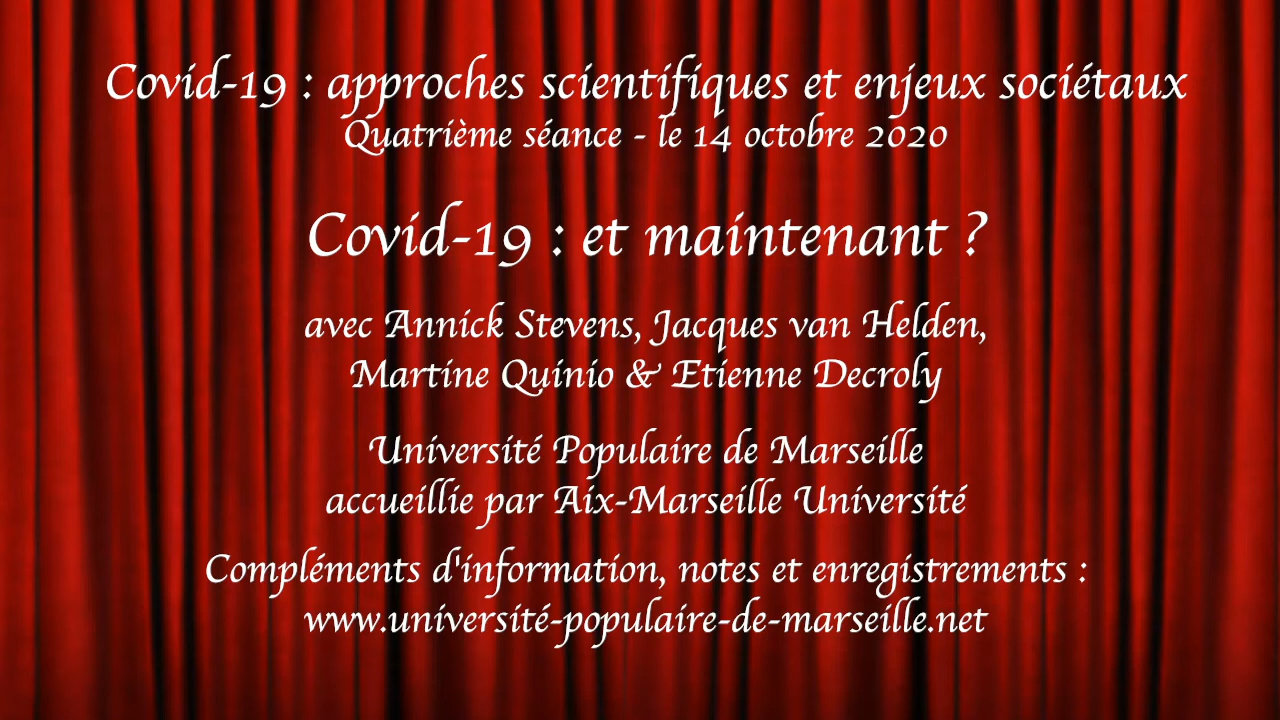 Covid-19 : approches scientifiques et enjeux sociétaux
Quatrième séance - le 14 octobre 2020
Covid-19 : et maintenant ?
avec Annick Stevens, Jacques van Helden,
Martine Quinio & Etienne Decroly
Université Populaire de Marseille
accueillie par Aix-Marseille Université
Compléments d'information, notes et enregistrements :
www.université-populaire-de-marseille.net